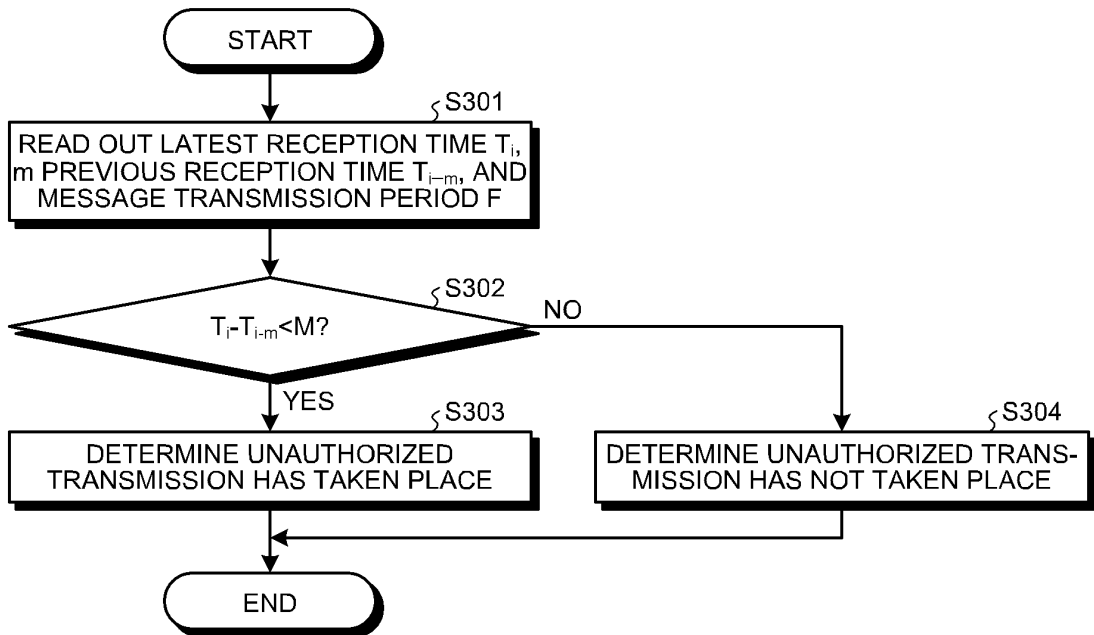 START
S301
READ OUT LATEST RECEPTION TIME Tᵢ,
m PREVIOUS RECEPTION TIME Tᵢ₋ₘ, AND
MESSAGE TRANSMISSION PERIOD F
S302
Tᵢ-Tᵢ₋ₘ<M?
NO
YES
S303
DETERMINE UNAUTHORIZED
TRANSMISSION HAS TAKEN PLACE
S304
DETERMINE UNAUTHORIZED TRANS-
MISSION HAS NOT TAKEN PLACE
END